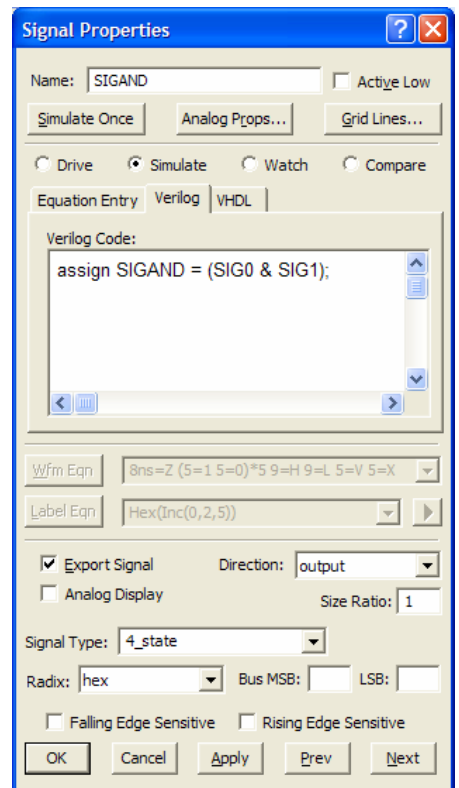 Signal Properties
Name: SIGAND Active Low
Simulate Once Analog Props... Grid Lines...
Drive Simulate Watch Compare
Equation Entry Verilog VHDL
Verilog Code:
assign SIGAND = (SIG0 & SIG1);
Wfm Eqn 8ns=Z (5=1 5=0)*5 9=H 9=L 5=V 5=X
Label Eqn Hex(Inc(0,2,5))
Export Signal Direction: output
Analog Display Size Ratio: 1
Signal Type: 4_state
Radix: hex Bus MSB: LSB:
Falling Edge Sensitive Rising Edge Sensitive
OK Cancel Apply Prev Next